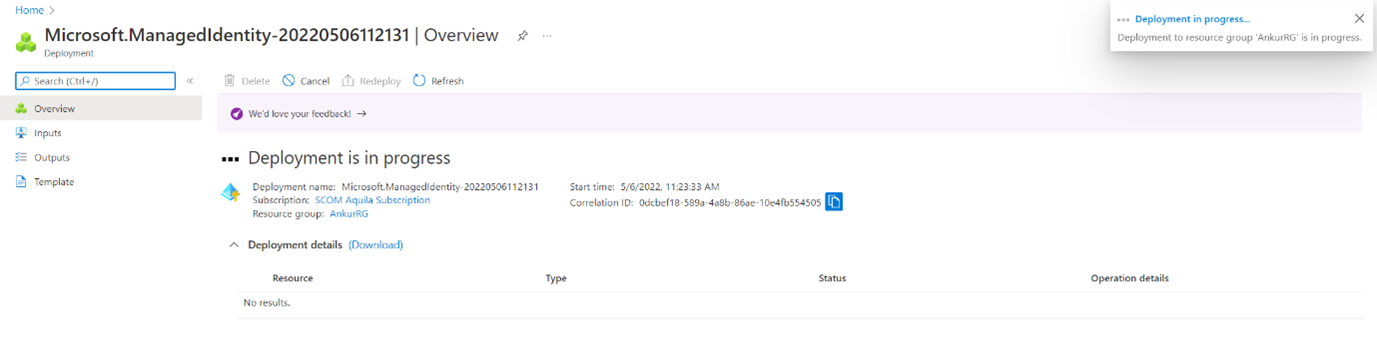 Home >
Microsoft.ManagedIdentity-20220506112131 | Overview
Deployment
Deployment in progress...
Deployment to resource group 'AnkurRG' is in progress.
Search (Ctrl+/)
Overview
Inputs
Outputs
Template
Delete Cancel Redeploy Refresh
We'd love your feedback! →
Deployment is in progress
Deployment name: Microsoft.ManagedIdentity-20220506112131
Subscription: SCOM Aquila Subscription
Resource group: AnkurRG
Start time: 5/6/2022, 11:23:33 AM
Correlation ID: 0dcbef18-589a-4a8b-86ae-10e4fb554505
Deployment details (Download)
Resource Type Status Operation details
No results.